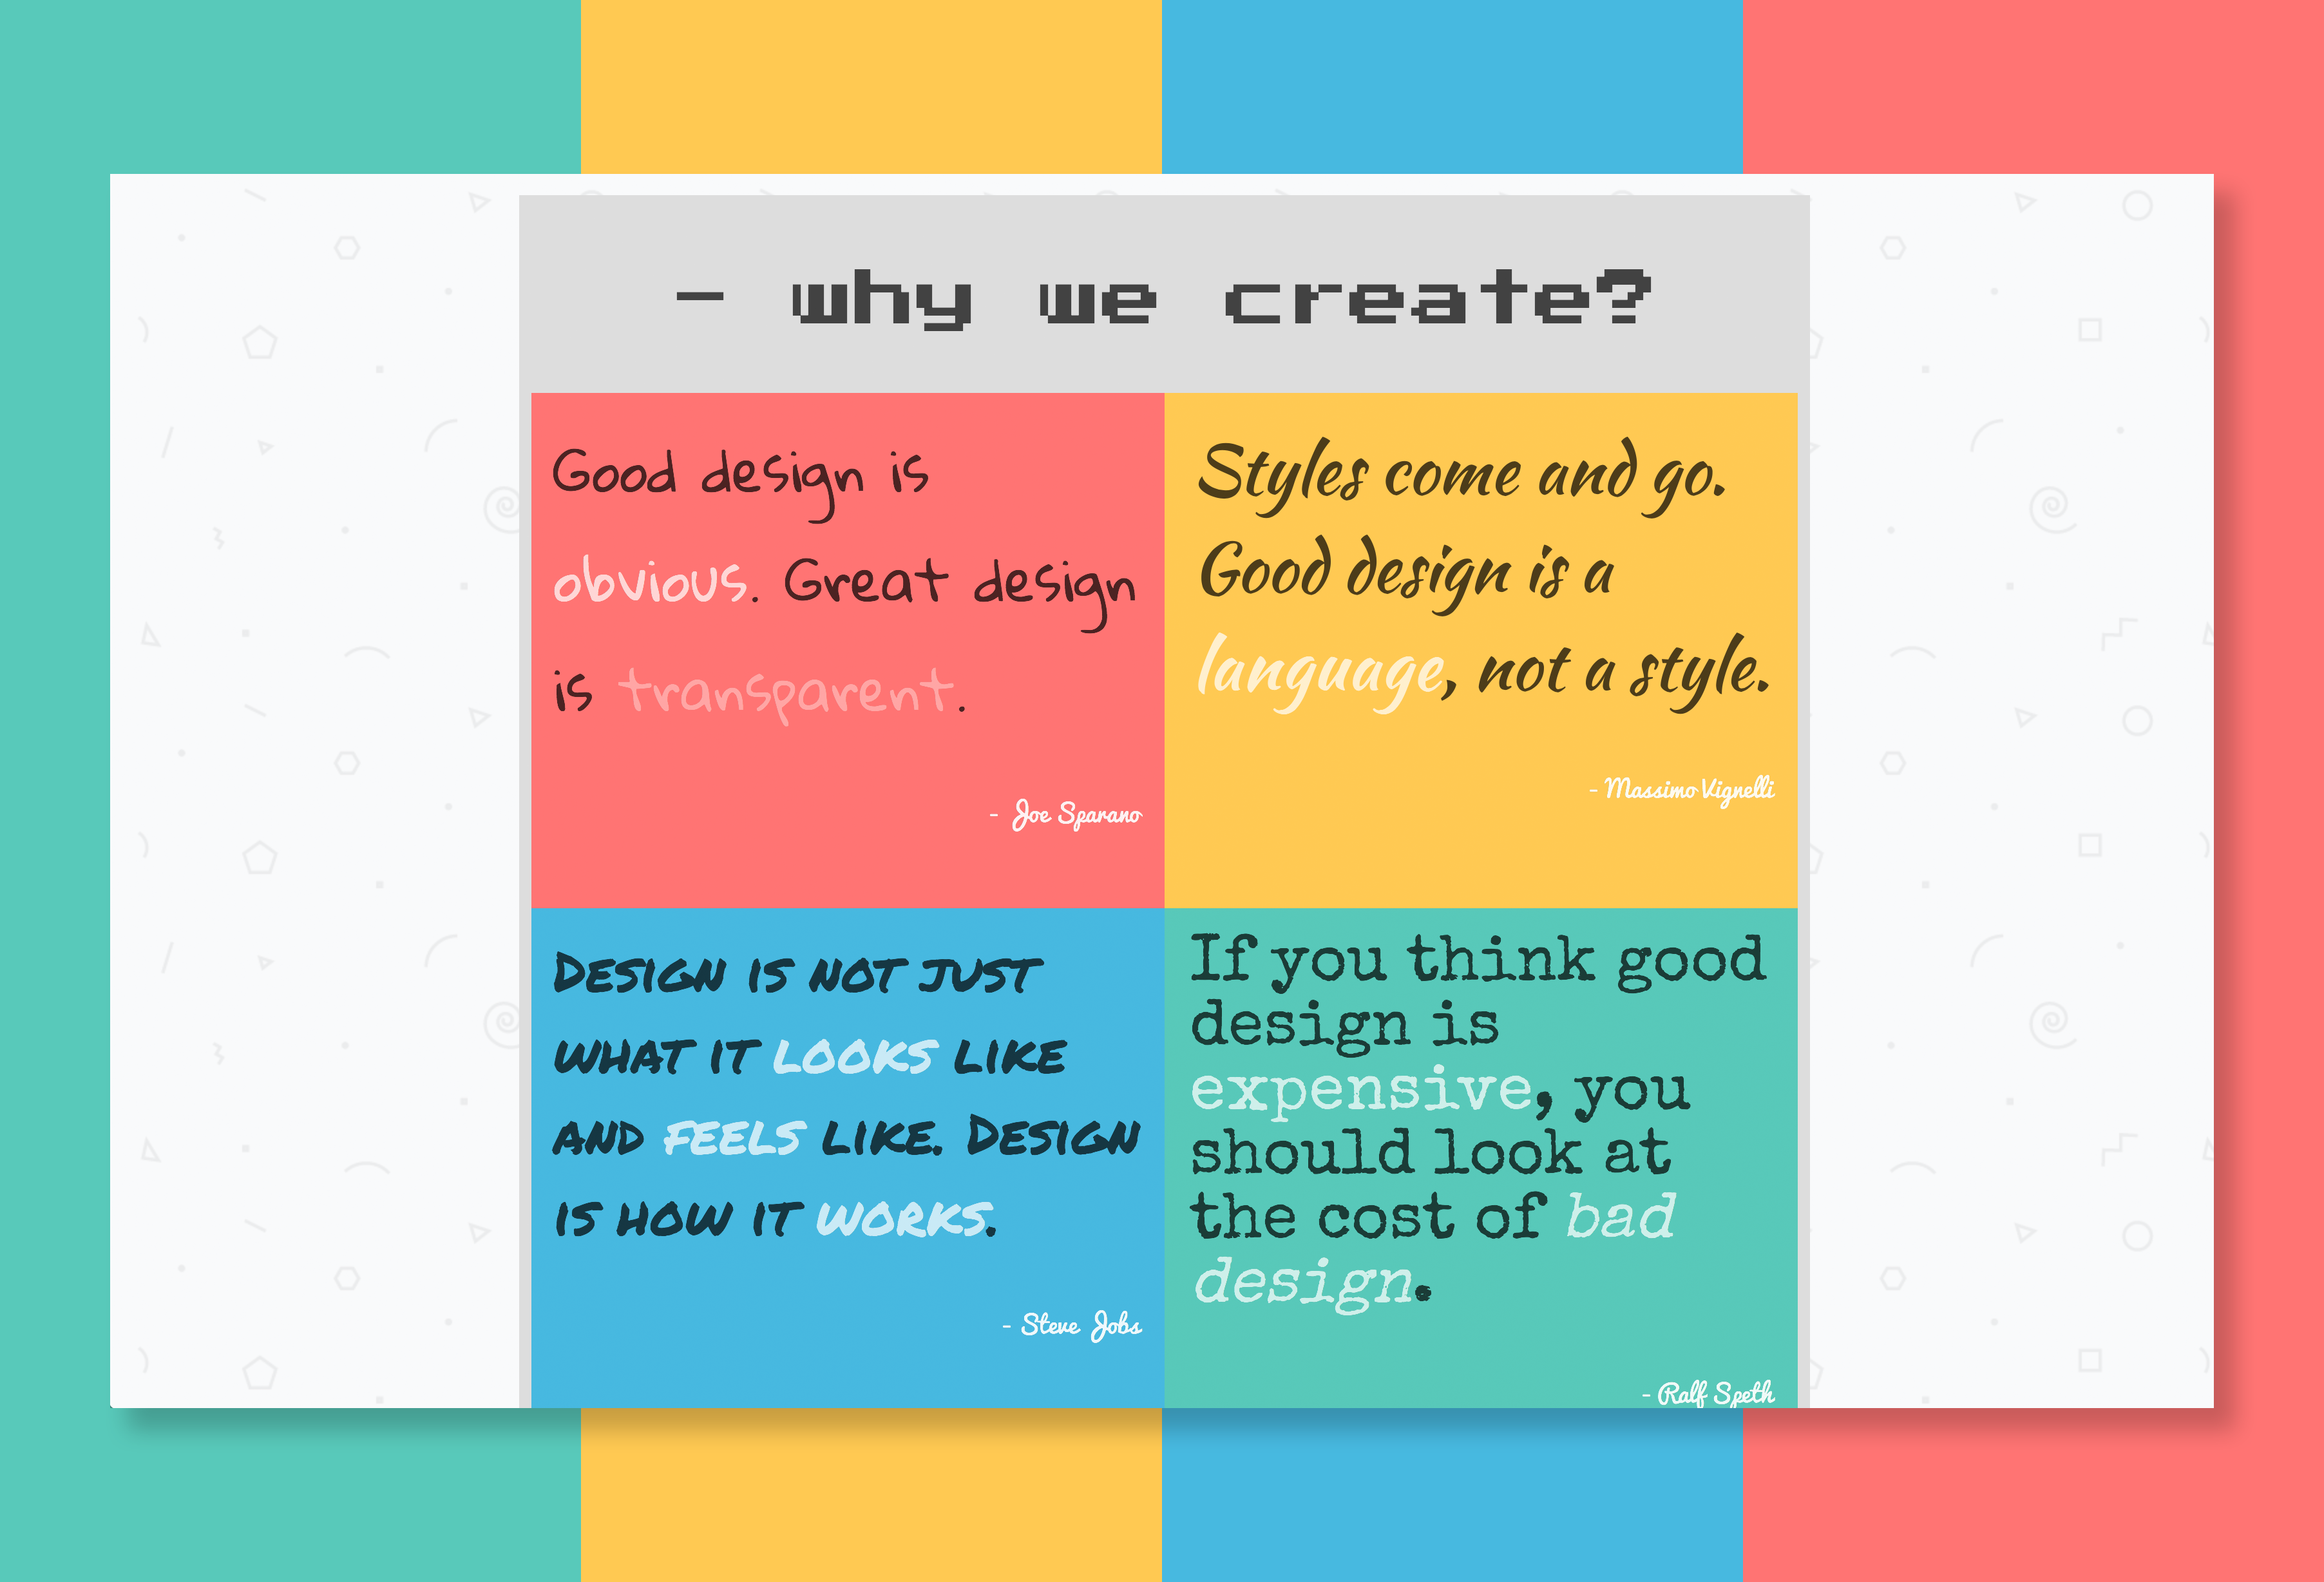 - why we create?
Good design is
obvious. Great design
is transparent.
- Joe Sparano
Styles come and go.
Good design is a
language, not a style.
- Massimo Vignelli
DESIGN IS NOT JUST
WHAT IT LOOKS LIKE
AND FEELS LIKE. DESIGN
IS HOW IT WORKS.
- Steve Jobs
If you think good
design is
expensive, you
should look at
the cost of bad
design.
- Ralf Speth